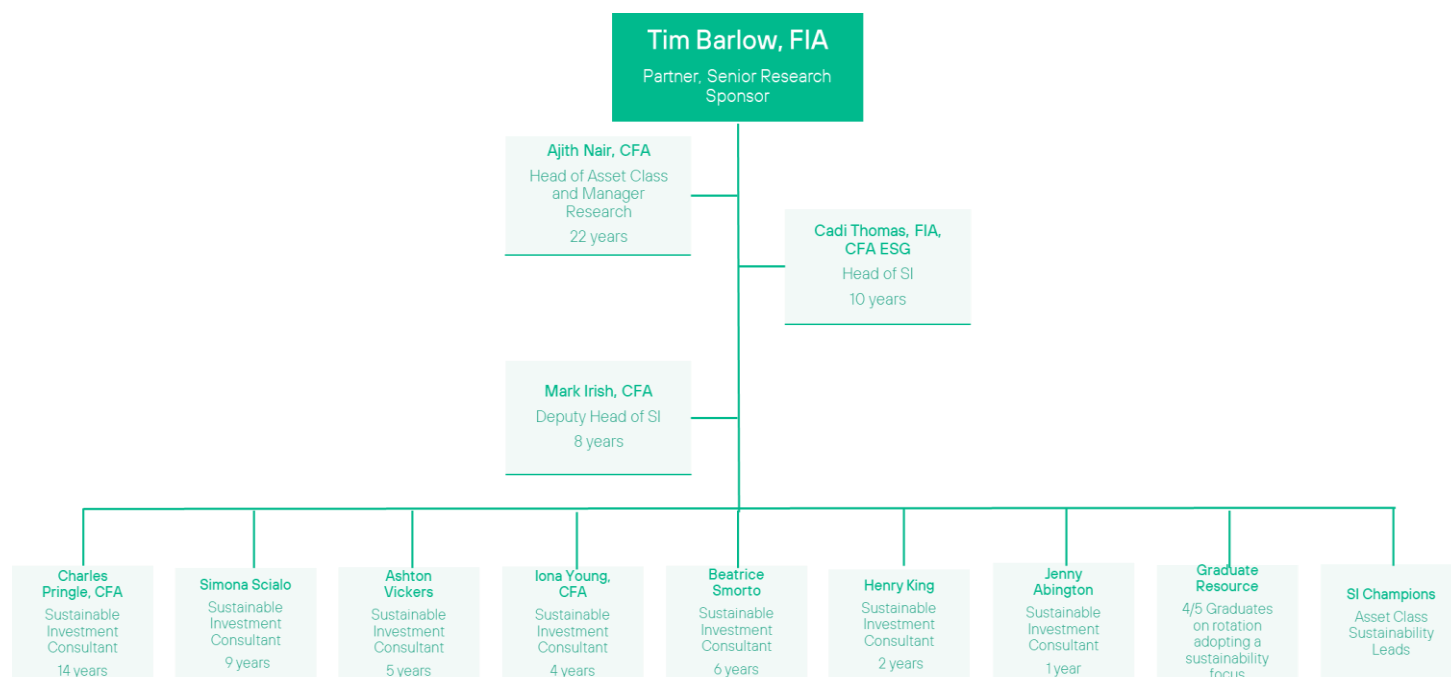 Tim Barlow, FIA
Partner, Senior Research
Sponsor
Ajith Nair, CFA
Head of Asset Class
and Manager
Research
22 years
Cadi Thomas, FIA,
CFA ESG
Head of SI
10 years
Mark Irish, CFA
Deputy Head of SI
8 years
Charles
Pringle, CFA
Sustainable
Investment
Consultant
14 years
Simona Scialo
Sustainable
Investment
Consultant
9 years
Ashton
Vickers
Sustainable
Investment
Consultant
5 years
Iona Young,
CFA
Sustainable
Investment
Consultant
4 years
Beatrice
Smorto
Sustainable
Investment
Consultant
6 years
Henry King
Sustainable
Investment
Consultant
2 years
Jenny
Abington
Sustainable
Investment
Consultant
1 year
Graduate
Resource
4/5 Graduates
on rotation
adopting a
sustainability
focus
SI Champions
Asset Class
Sustainability
Leads